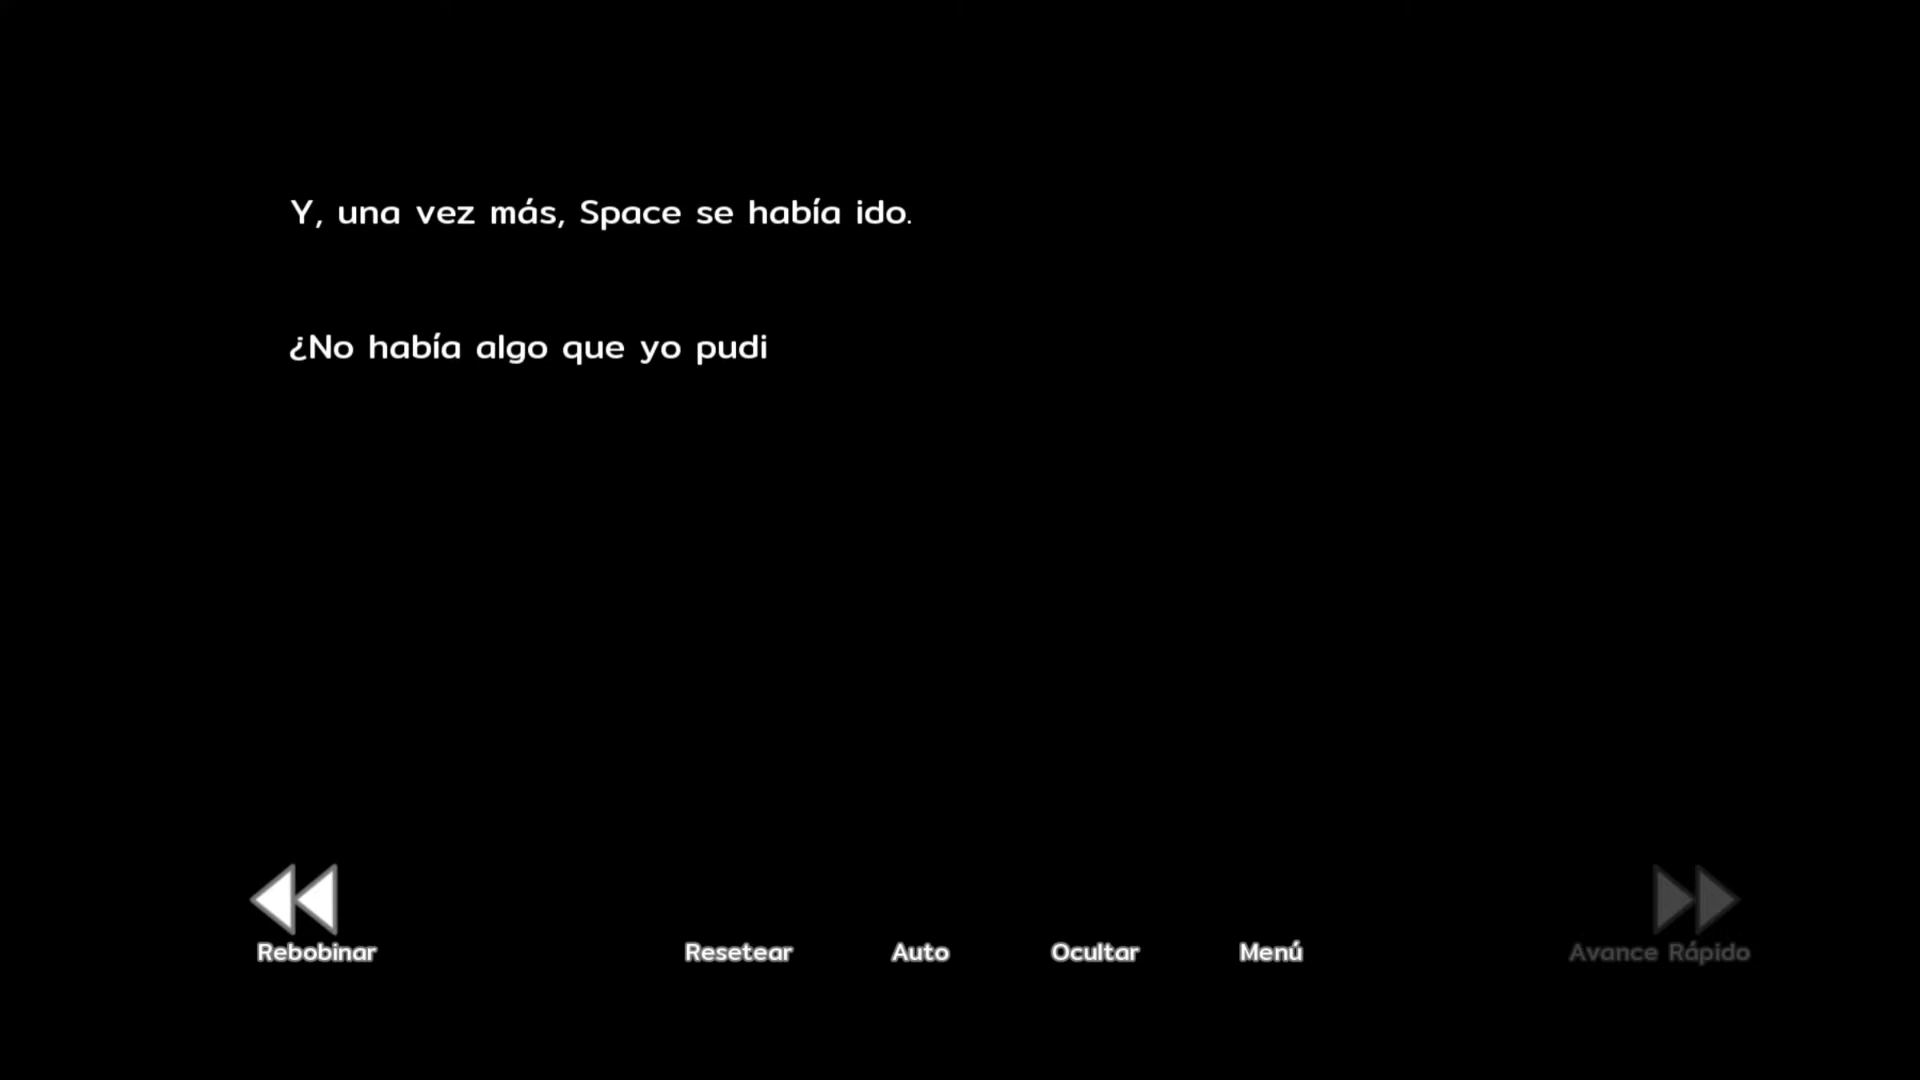 Y, una vez más, Space se había ido.
¿No había algo que yo pudi
Rebobinar
Resetear
Auto
Ocultar
Menú
Avance Rápido